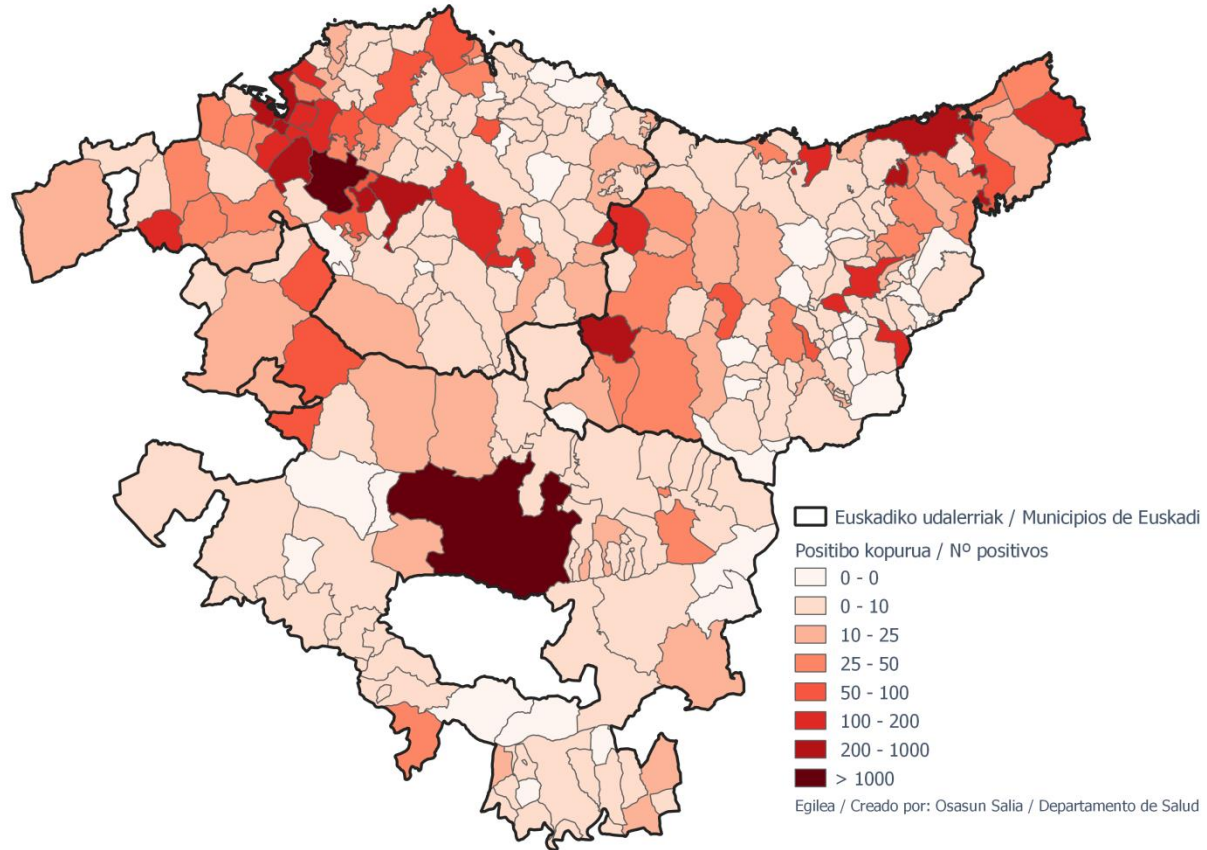 Euskadiko udalerriak / Municipios de Euskadi
Positibo kopurua / Nº positivos
0 - 0
0 - 10
10 - 25
25 - 50
50 - 100
100 - 200
200 - 1000
> 1000
Egilea / Creado por: Osasun Salia / Departamento de Salud